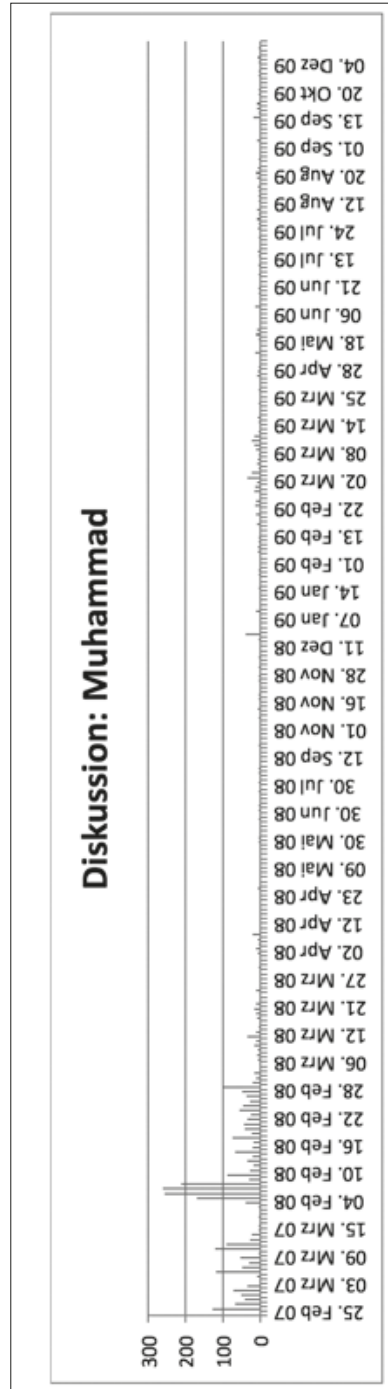 Diskussion: Muhammad
300
200
100
0
25. Feb 07
03. Mrz 07
09. Mrz 07
15. Mrz 07
04. Feb 08
10. Feb 08
16. Feb 08
22. Feb 08
28. Feb 08
06. Mrz 08
12. Mrz 08
21. Mrz 08
27. Mrz 08
02. Apr 08
12. Apr 08
23. Apr 08
09. Mai 08
30. Mai 08
30. Jun 08
30. Jul 08
12. Sep 08
01. Nov 08
16. Nov 08
28. Nov 08
11. Dez 08
07. Jan 09
14. Jan 09
01. Feb 09
13. Feb 09
22. Feb 09
02. Mrz 09
08. Mrz 09
14. Mrz 09
25. Mrz 09
28. Apr 09
18. Mai 09
06. Jun 09
21. Jun 09
13. Jul 09
24. Jul 09
12. Aug 09
20. Aug 09
01. Sep 09
13. Sep 09
20. Okt 09
04. Dez 09